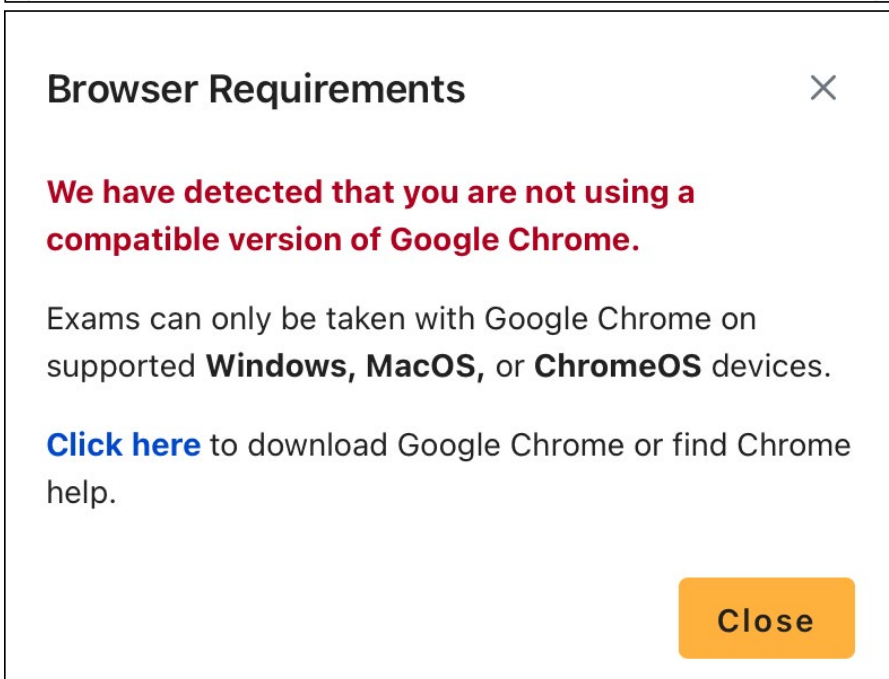 Browser Requirements
We have detected that you are not using a
compatible version of Google Chrome.
Exams can only be taken with Google Chrome on
supported Windows, MacOS, or ChromeOS devices.
Click here to download Google Chrome or find Chrome
help.
Close